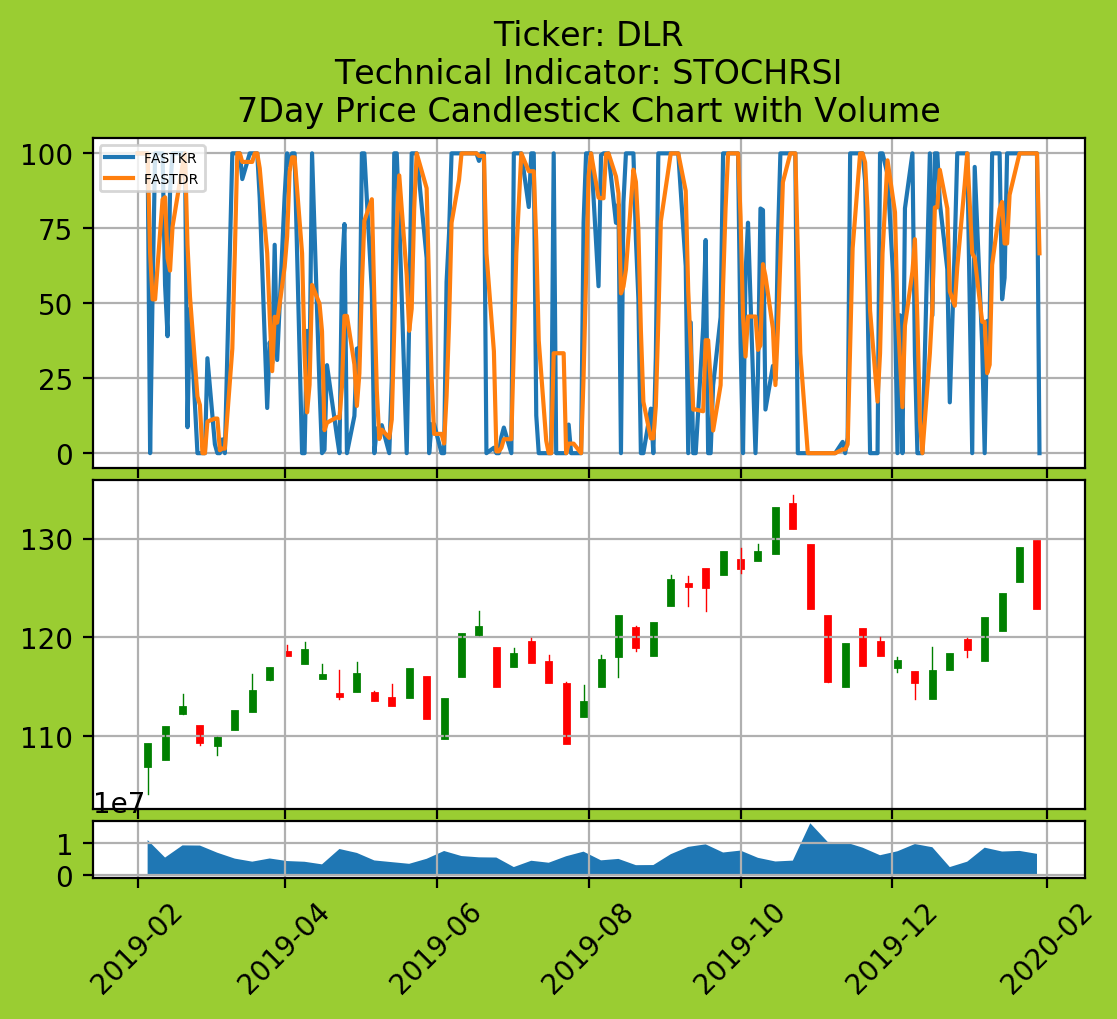 Ticker: DLR
Technical Indicator: STOCHRSI
7Day Price Candlestick Chart with Volume
100
75
50
25
0
FASTKR
FASTDR
130
120
110
1e7
1
0
2019-02
2019-04
2019-06
2019-08
2019-10
2019-12
2020-02